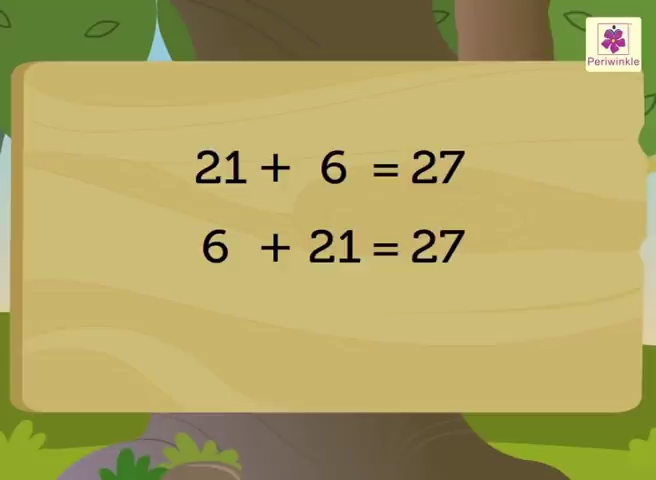 Periwinkle
21 + 6 = 27
6 + 21 = 27